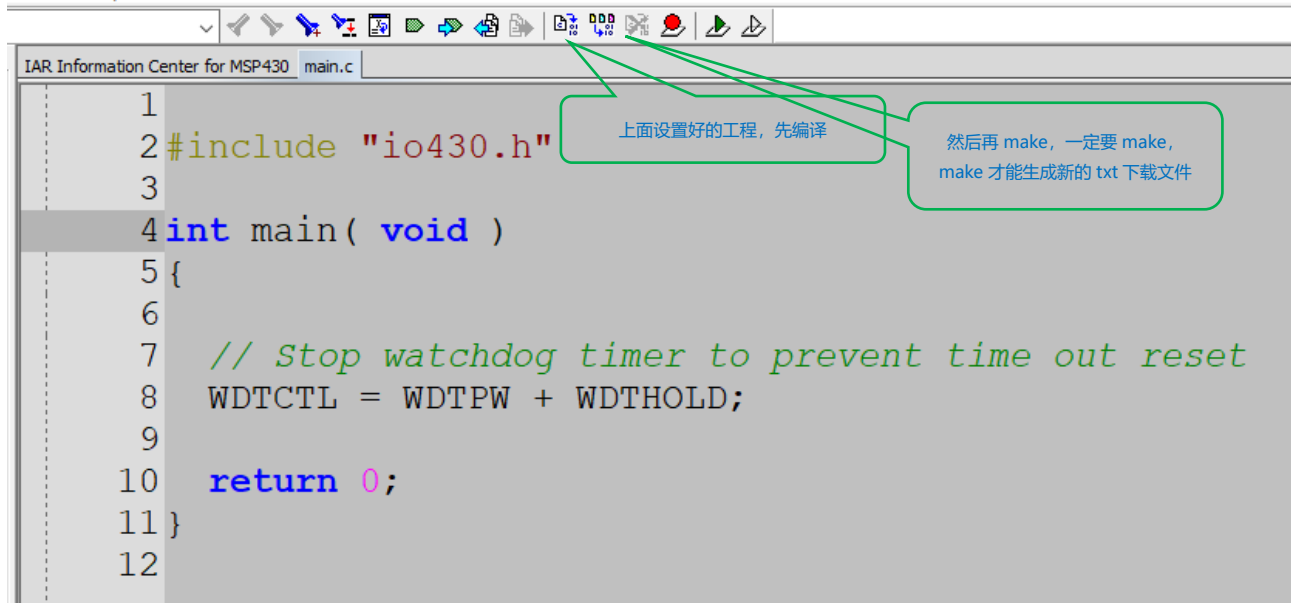 IAR Information Center for MSP430 main.c
1
2 #include "io430.h"
3
4 int main( void )
5 {
6
7 // Stop watchdog timer to prevent time out reset
8 WDTCTL = WDTPW + WDTHOLD;
9
10 return 0;
11 }
12
上面设置好的工程，先编译
然后再 make，一定要 make，
make 才能生成新的 txt 下载文件